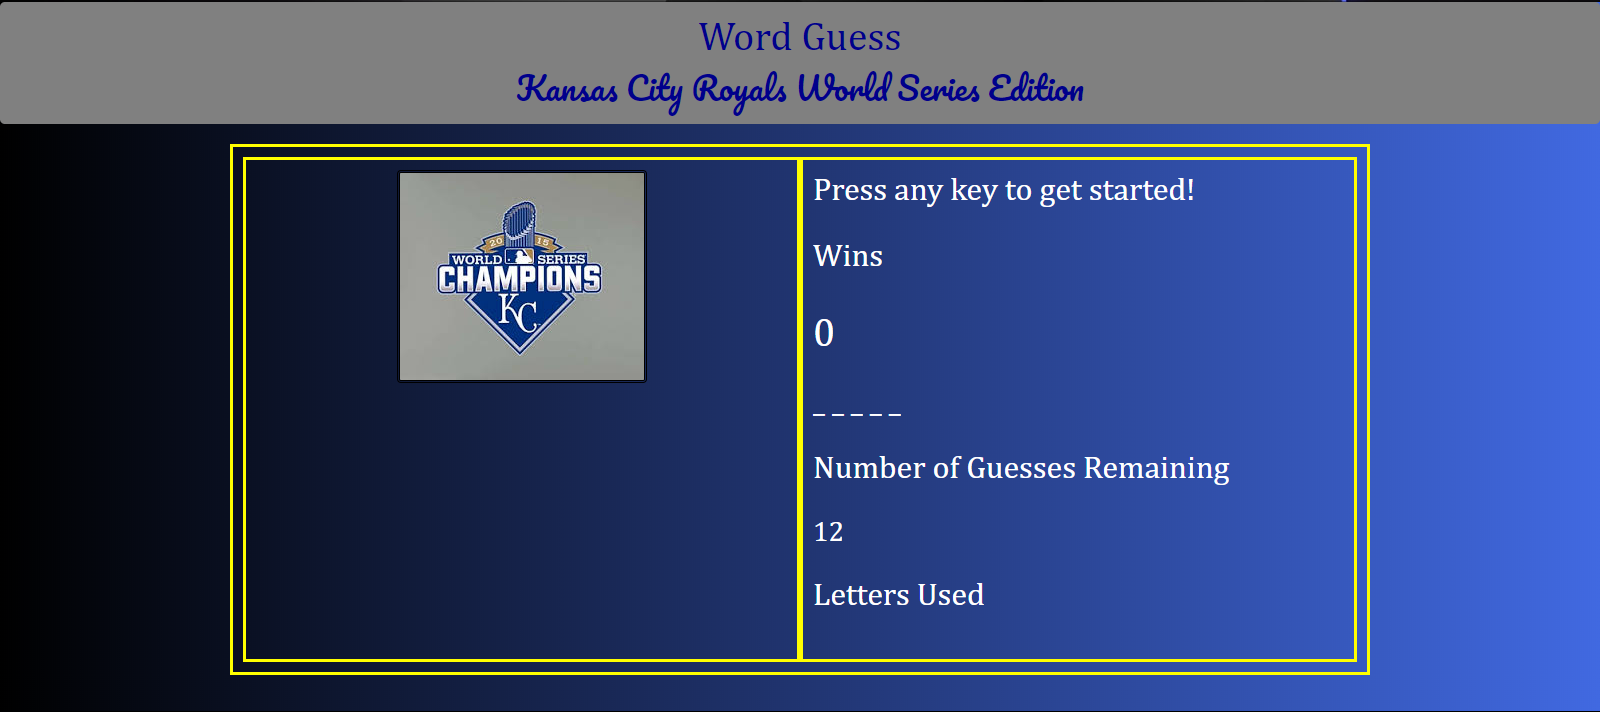 Word Guess
Kansas City Royals World Series Edition
20 15
WORLD SERIES
CHAMPIONS
KC
Press any key to get started!
Wins
0
_ _ _ _ _
Number of Guesses Remaining
12
Letters Used